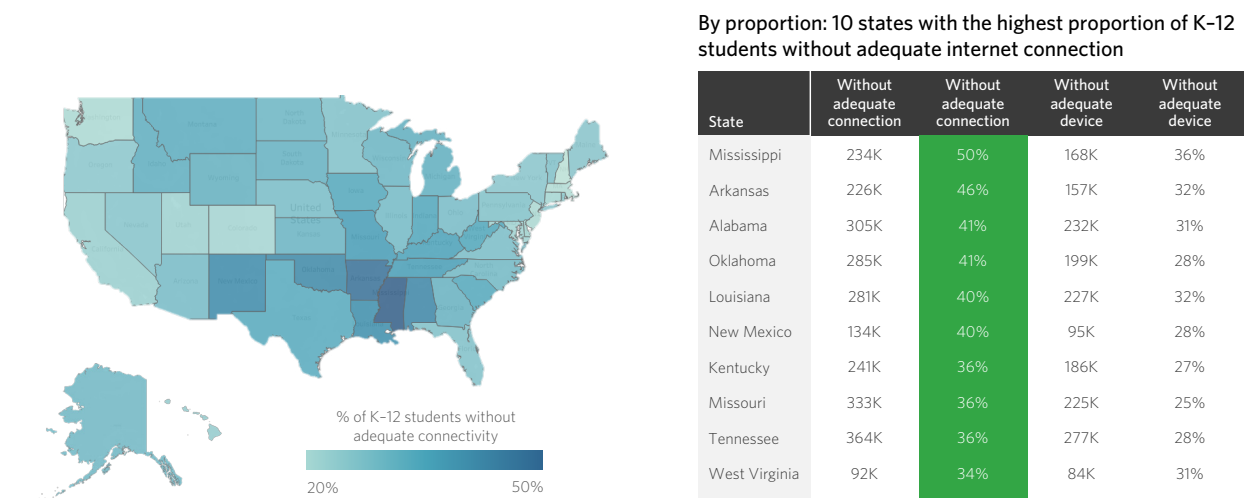 By proportion: 10 states with the highest proportion of K–12
students without adequate internet connection
State
Without
adequate
connection
Without
adequate
connection
Without
adequate
device
Without
adequate
device
Mississippi 234K 50% 168K 36%
Arkansas 226K 46% 157K 32%
Alabama 305K 41% 232K 31%
Oklahoma 285K 41% 199K 28%
Louisiana 281K 40% 227K 32%
New Mexico 134K 40% 95K 28%
Kentucky 241K 36% 186K 27%
Missouri 333K 36% 225K 25%
Tennessee 364K 36% 277K 28%
West Virginia 92K 34% 84K 31%
United
States
% of K–12 students without
adequate connectivity
20% 50%